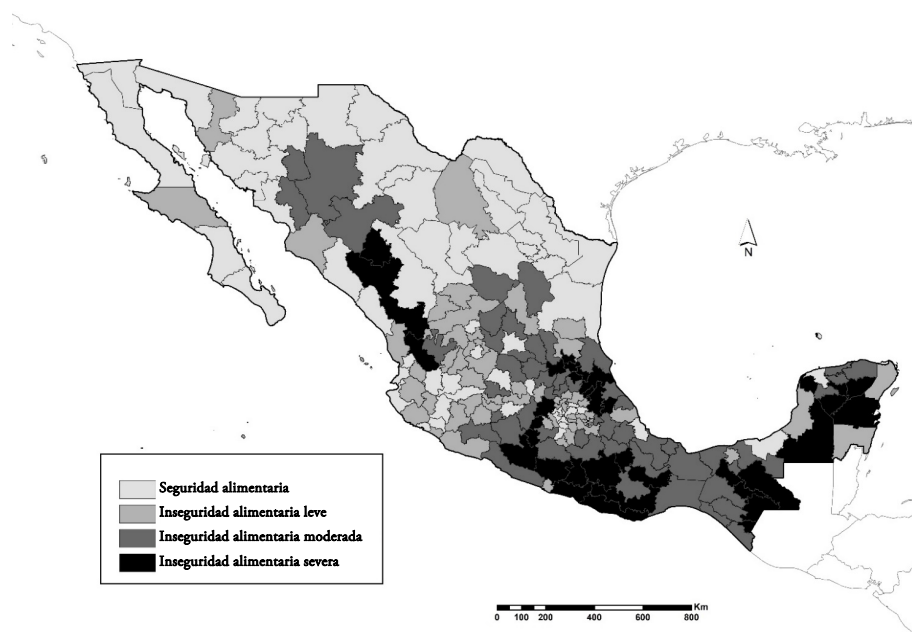 N
Seguridad alimentaria
Inseguridad alimentaria leve
Inseguridad alimentaria moderada
Inseguridad alimentaria severa
Km
0 100 200 400 600 800